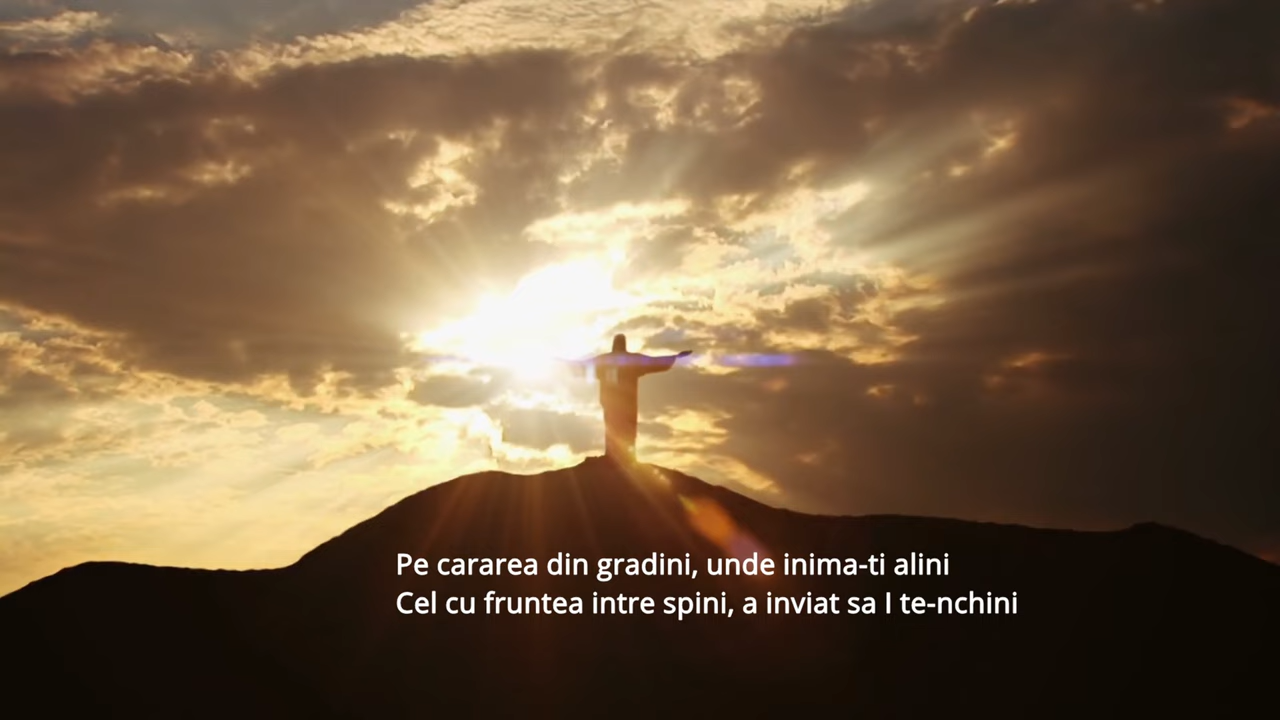 Pe cararea din gradini, unde inima-ti alini
Cel cu fruntea intre spini, a inviat sa I te-nchini